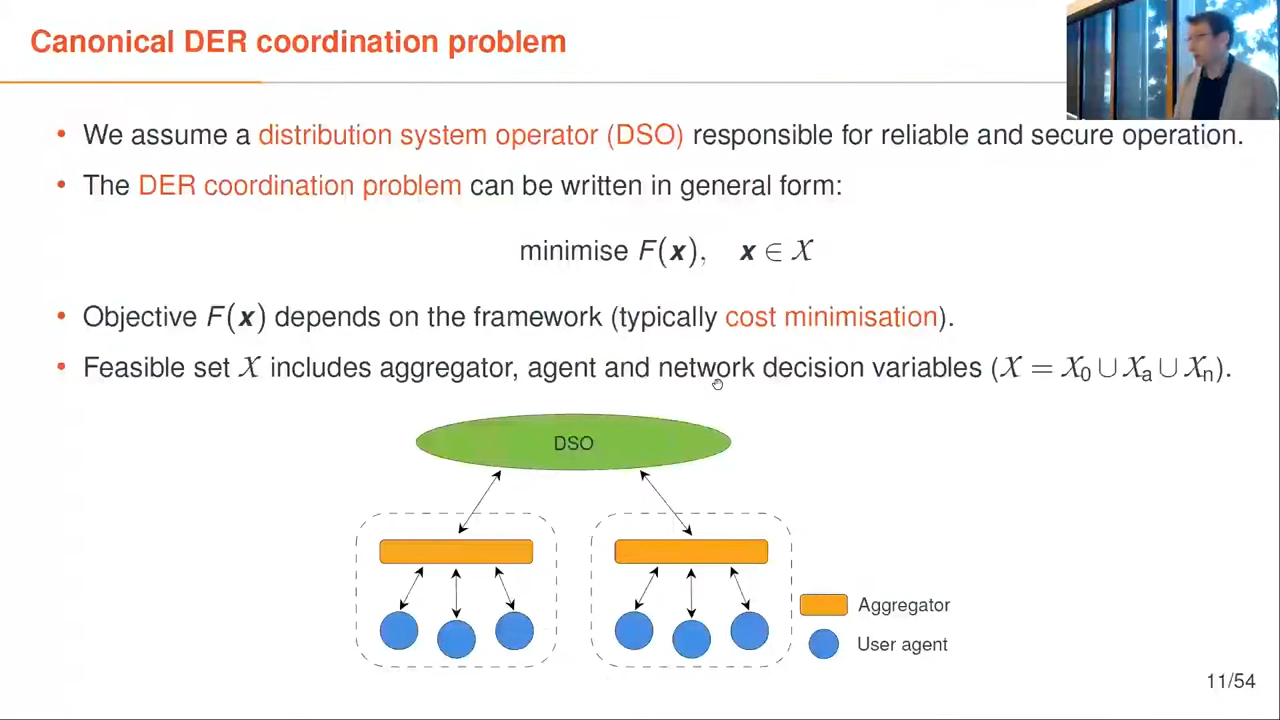 Canonical DER coordination problem
• We assume a distribution system operator (DSO) responsible for reliable and secure operation.
• The DER coordination problem can be written in general form:
minimise F(x), x ∈ X
• Objective F(x) depends on the framework (typically cost minimisation).
• Feasible set X includes aggregator, agent and network decision variables (X = X₀ ∪ Xₐ ∪ Xₙ).
DSO
Aggregator
User agent
11/54